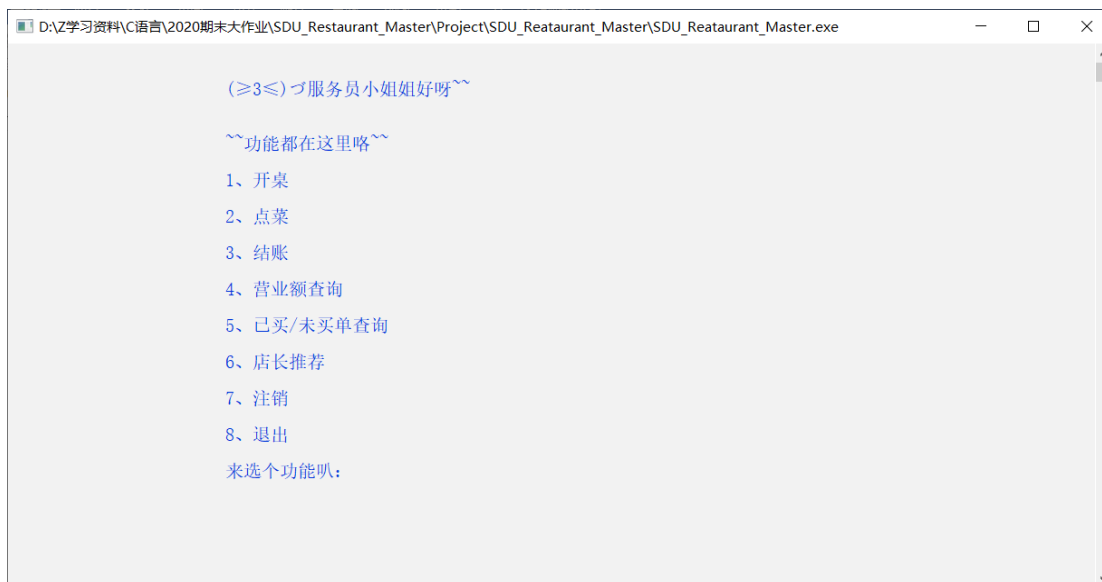 D:\Z学习资料\C语言\2020期末大作业\SDU_Restaurant_Master\Project\SDU_Reataurant_Master\SDU_Reataurant_Master.exe
(≥3≤)づ服务员小姐姐好呀~~
~~功能都在这里咯~~
1、开桌
2、点菜
3、结账
4、营业额查询
5、已买/未买单查询
6、店长推荐
7、注销
8、退出
来选个功能叭：